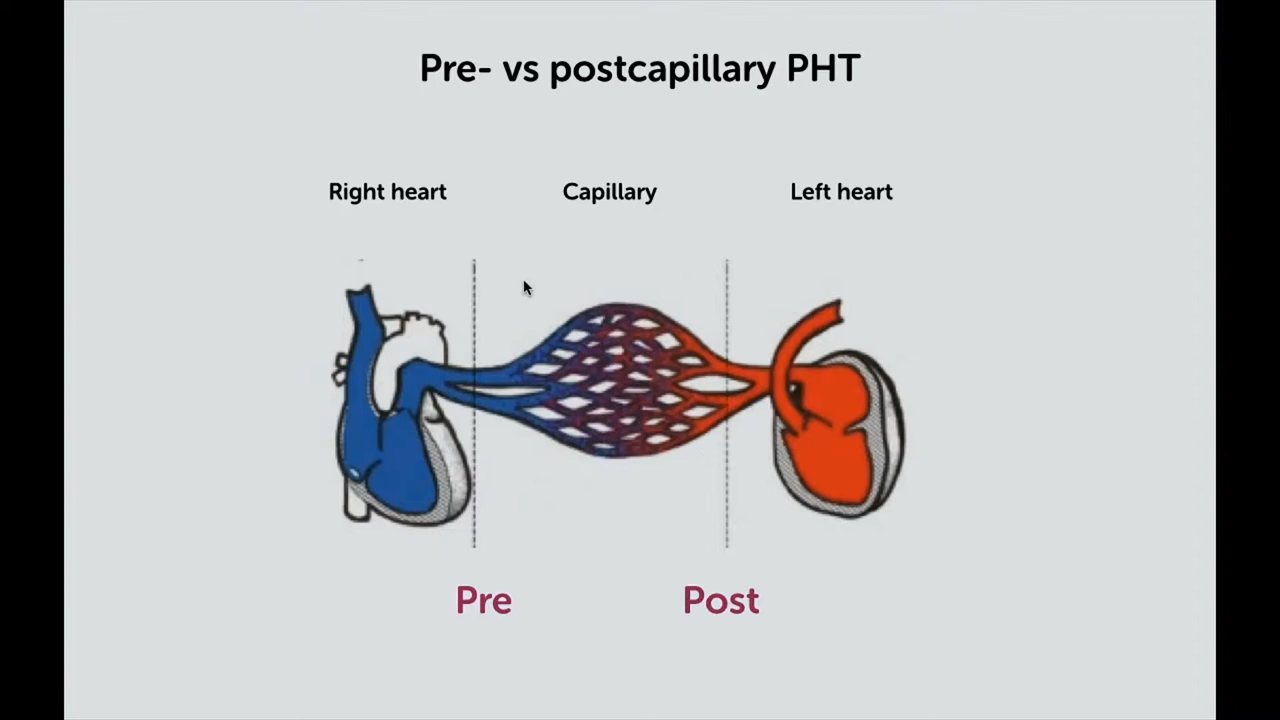 Pre- vs postcapillary PHT
Right heart
Capillary
Left heart
Pre
Post